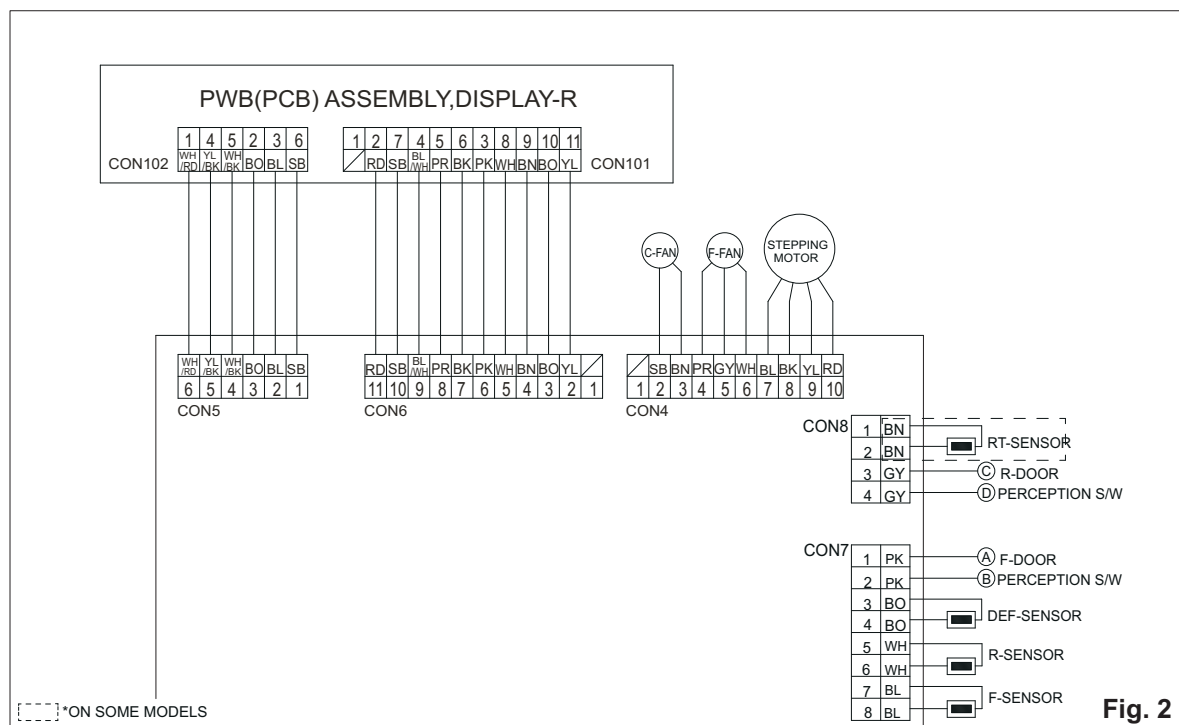 PWB(PCB) ASSEMBLY,DISPLAY-R
1 4 5 2 3 6
CON102 WH/RD YL/BK WH/BK BO BL SB
1 2 7 4 5 6 3 8 9 10 11
RD SB BL/WH PR BK PK WH BN BO YL CON101
C-FAN
F-FAN
STEPPING
MOTOR
WH/RD YL/BK WH/BK BO BL SB
6 5 4 3 2 1
CON5
RD SB BL/WH PR BK PK WH BN BO YL
11 10 9 8 7 6 5 4 3 2 1
CON6
SB BN PR GY WH BL BK YL RD
1 2 3 4 5 6 7 8 9 10
CON4
CON8
1 BN
2 BN
RT-SENSOR
3 GY C R-DOOR
4 GY D PERCEPTION S/W
CON7
1 PK A F-DOOR
2 PK B PERCEPTION S/W
3 BO
4 BO
DEF-SENSOR
5 WH
6 WH
R-SENSOR
7 BL
8 BL
F-SENSOR
*ON SOME MODELS
Fig. 2